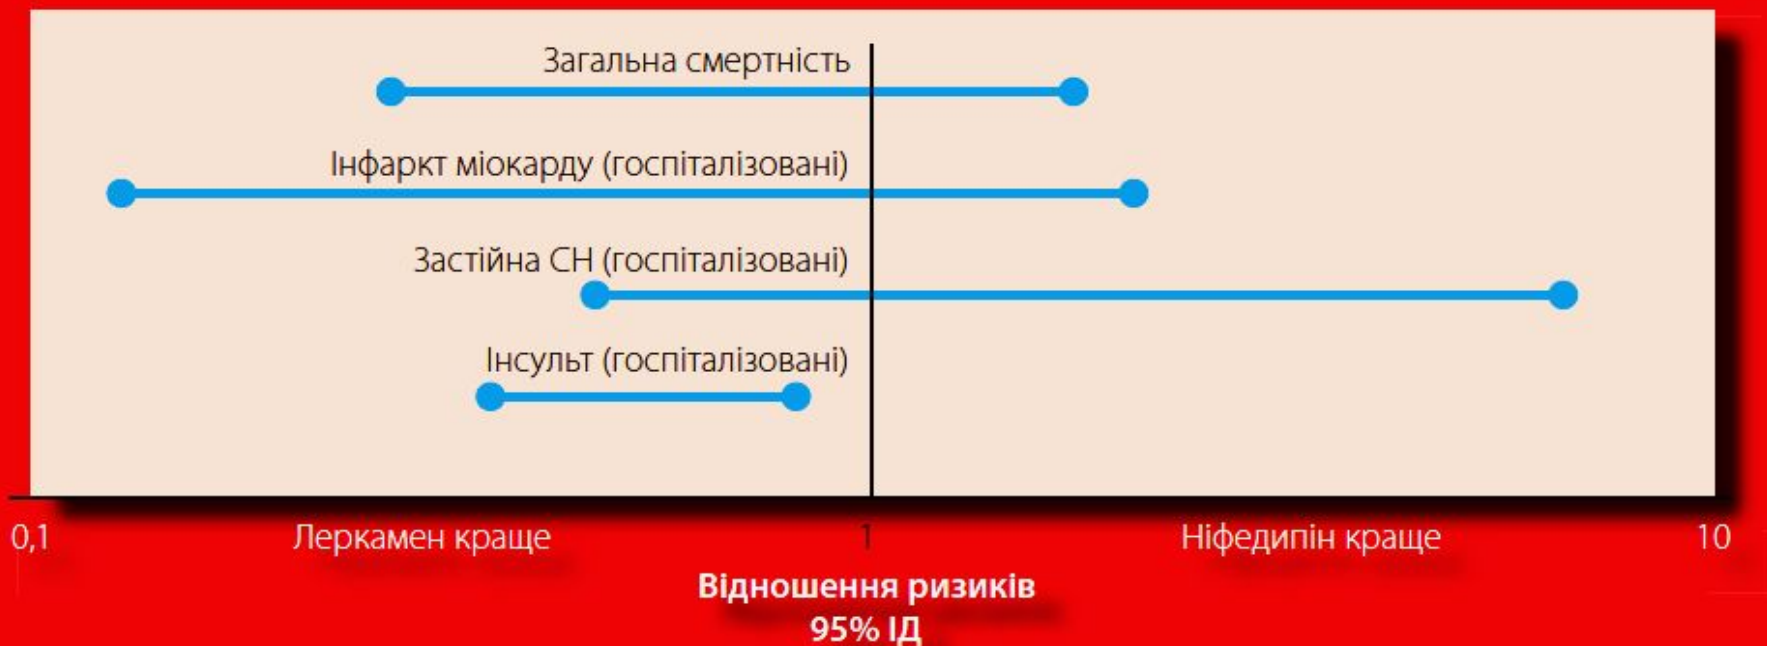 Загальна смертність
Інфаркт міокарду (госпіталізовані)
Застійна СН (госпіталізовані)
Інсульт (госпіталізовані)
0,1 Леркамен краще 1 Ніфедипін краще 10
Відношення ризиків
95% ІД